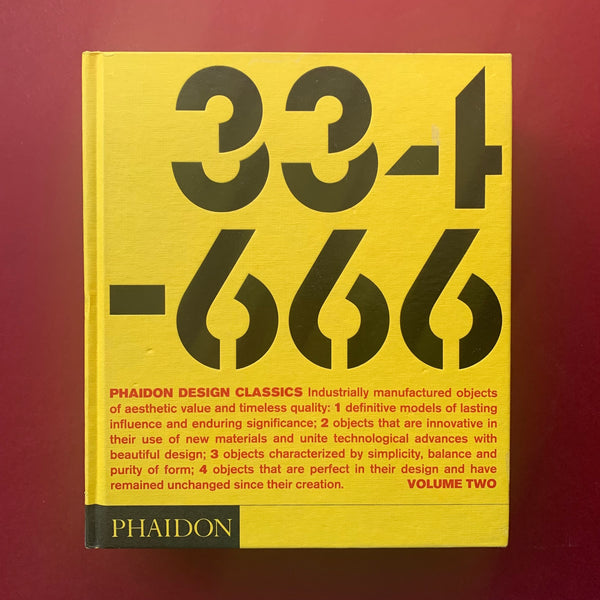 334
-666
PHAIDON DESIGN CLASSICS Industrially manufactured objects
of aesthetic value and timeless quality: 1 definitive models of lasting
influence and enduring significance; 2 objects that are innovative in
their use of new materials and unite technological advances with
beautiful design; 3 objects characterized by simplicity, balance and
purity of form; 4 objects that are perfect in their design and have
remained unchanged since their creation. VOLUME TWO
PHAIDON